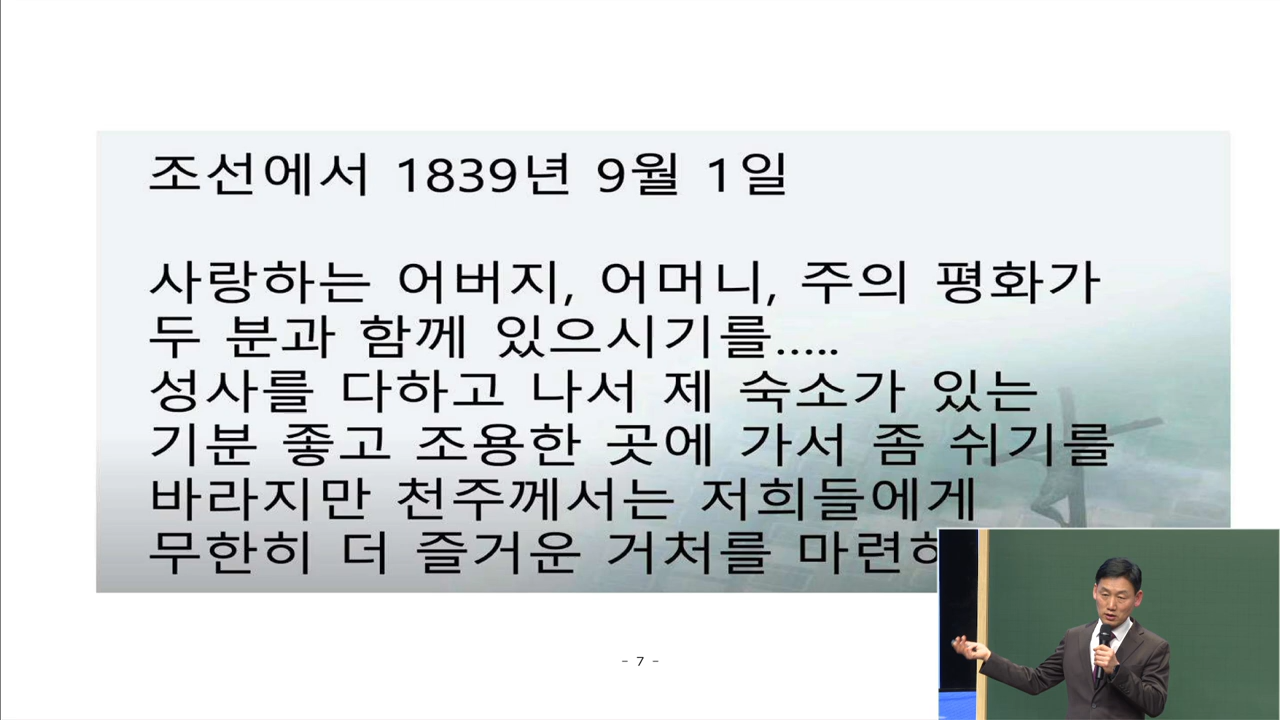 조선에서 1839년 9월 1일
사랑하는 어버지, 어머니, 주의 평화가
두 분과 함께 있으시기를.....
성사를 다하고 나서 제 숙소가 있는
기분 좋고 조용한 곳에 가서 좀 쉬기를
바라지만 천주께서는 저희들에게
무한히 더 즐거운 거처를
- 7 -